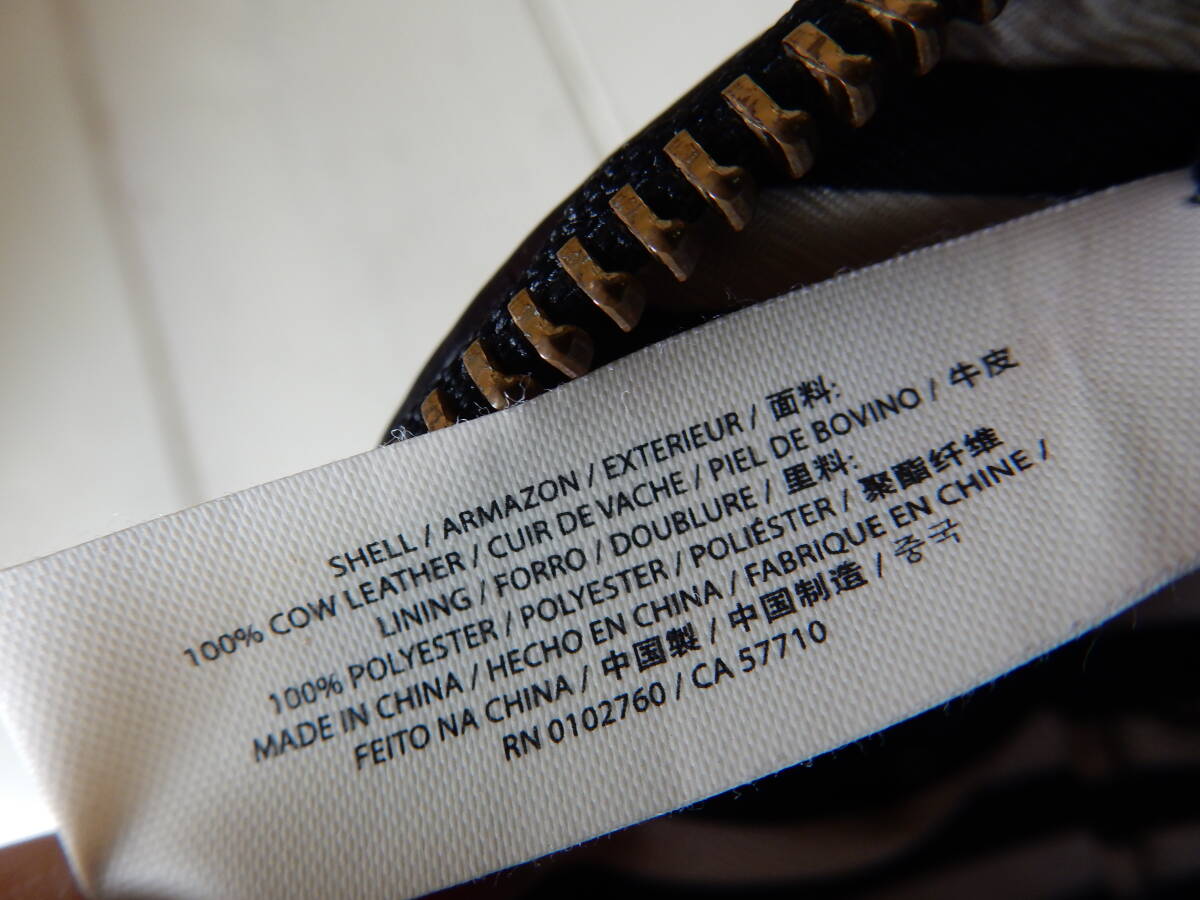 SHELL / ARMAZON / EXTERIEUR / 面料:
100% COW LEATHER / CUIR DE VACHE / PIEL DE BOVINO / 牛皮
LINING / FORRO / DOUBLURE / 里料:
100% POLYESTER / POLYESTER / POLIÉSTER / 聚酯纤维
MADE IN CHINA / HECHO EN CHINA / FABRIQUE EN CHINE /
FEITO NA CHINA / 中国製 / 中国制造 / 중국
RN 0102760 / CA 57710